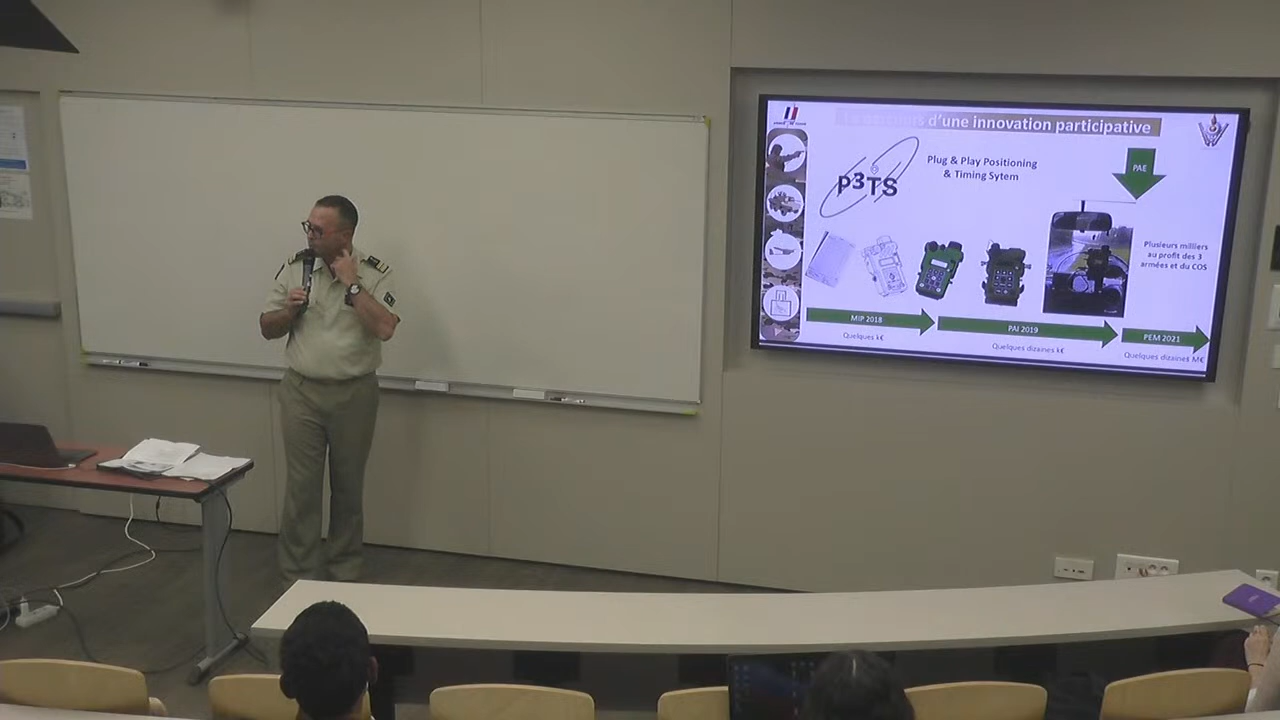 d'une innovation participative
PAE
P3TS
Plug & Play Positioning
& Timing Sytem
Plusieurs milliers
au profit des 3
armées et du COS
MIP 2018
PAI 2019
PEM 2021
Quelques k€
Quelques dizaines k€
Quelques dizaines M€